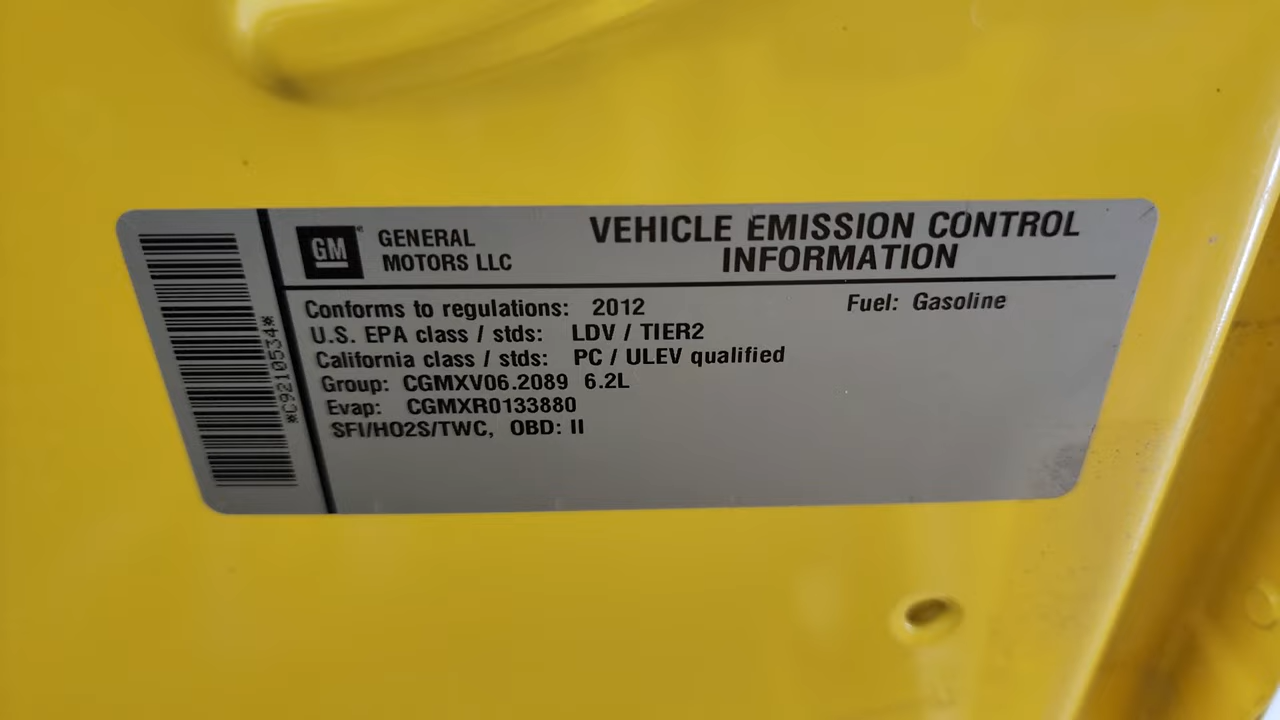 GM
GENERAL
MOTORS LLC
VEHICLE EMISSION CONTROL
INFORMATION
Conforms to regulations: 2012
Fuel: Gasoline
U.S. EPA class / stds: LDV / TIER2
California class / stds: PC / ULEV qualified
Group: CGMXV06.2089 6.2L
Evap: CGMXR0133880
SFI/HO2S/TWC, OBD: II
*C9210534*